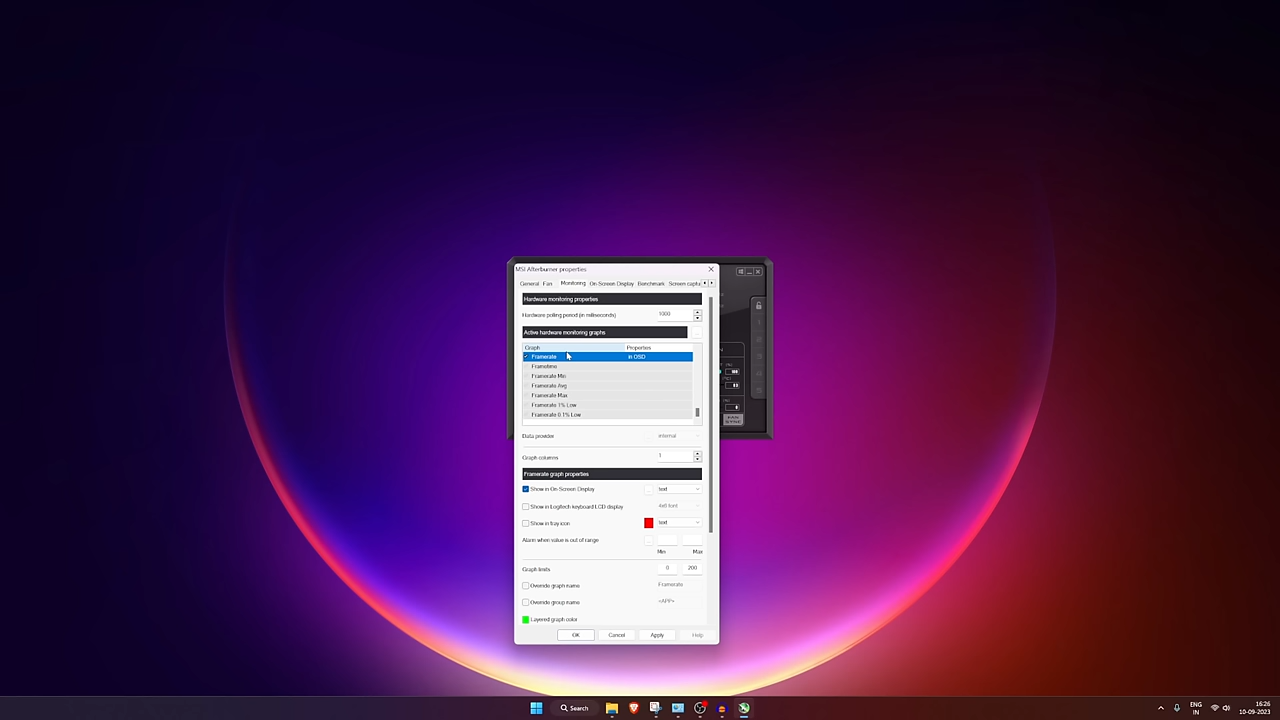 MSI Afterburner properties
General Fan Monitoring On-Screen Display Benchmark Screen captu
Hardware monitoring properties
Hardware polling period (in milliseconds) 1000
Active hardware monitoring graphs ...
Graph Properties
Framerate in OSD
Frametime
Framerate Min
Framerate Avg
Framerate Max
Framerate 1% Low
Framerate 0.1% Low
Data provider internal
Graph columns 1
Framerate graph properties
Show in On-Screen Display ... text
Show in Logitech keyboard LCD display 4x6 font
Show in tray icon text
Alarm when value is out of range
Min Max
Graph limits 0 200
Override graph name Framerate
Override group name <APP>
Layered graph color
OK Cancel Apply Help
FAN
SYNC
Search
ENG
IN
16:26
10-09-2023